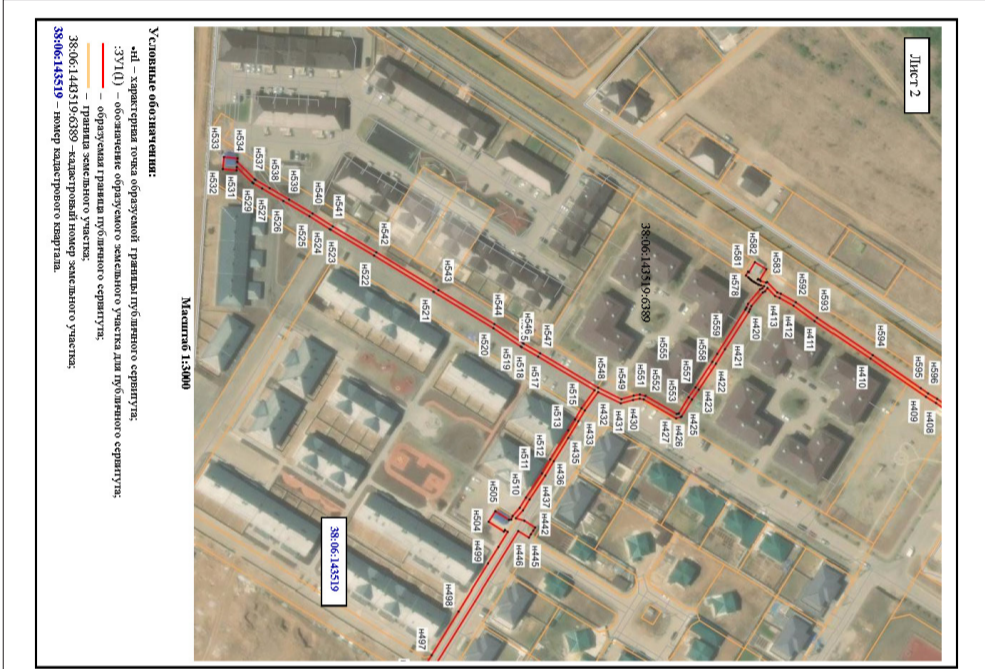 Лист 2
н582
н583
н581
н578
н592
н593
н413
н412
н411
н420
н594
н410
н595
н596
н409
н408
38:06:143519:6389
н559
н558
н421
н555
н557
н422
н423
н553
н552
н551
н425
н426
н427
н549
н430
н431
н548
н432
н547
н546
н544
н543
н542
н541
н540
н539
н538
н537
н534
н533
н532
н531
н529
н527
н526
н525
н524
н523
н522
н521
н520
н519
н518
н517
н515
н513
н433
н435
н512
н436
н511
н437
н510
н442
н505
н445
н504
н446
н499
н498
н497
38:06:143519
Масштаб 1:3000
Условные обозначения:
•н1 – характерная точка образуемой границы публичного сервитута;
:ЗУ1(1) – обозначение образуемого земельного участка для публичного сервитута;
– образуемая граница публичного сервитута;
– граница земельного участка;
38:06:1443519:6389 –кадастровый номер земельного участка;
38:06:143519 – номер кадастрового квартала.